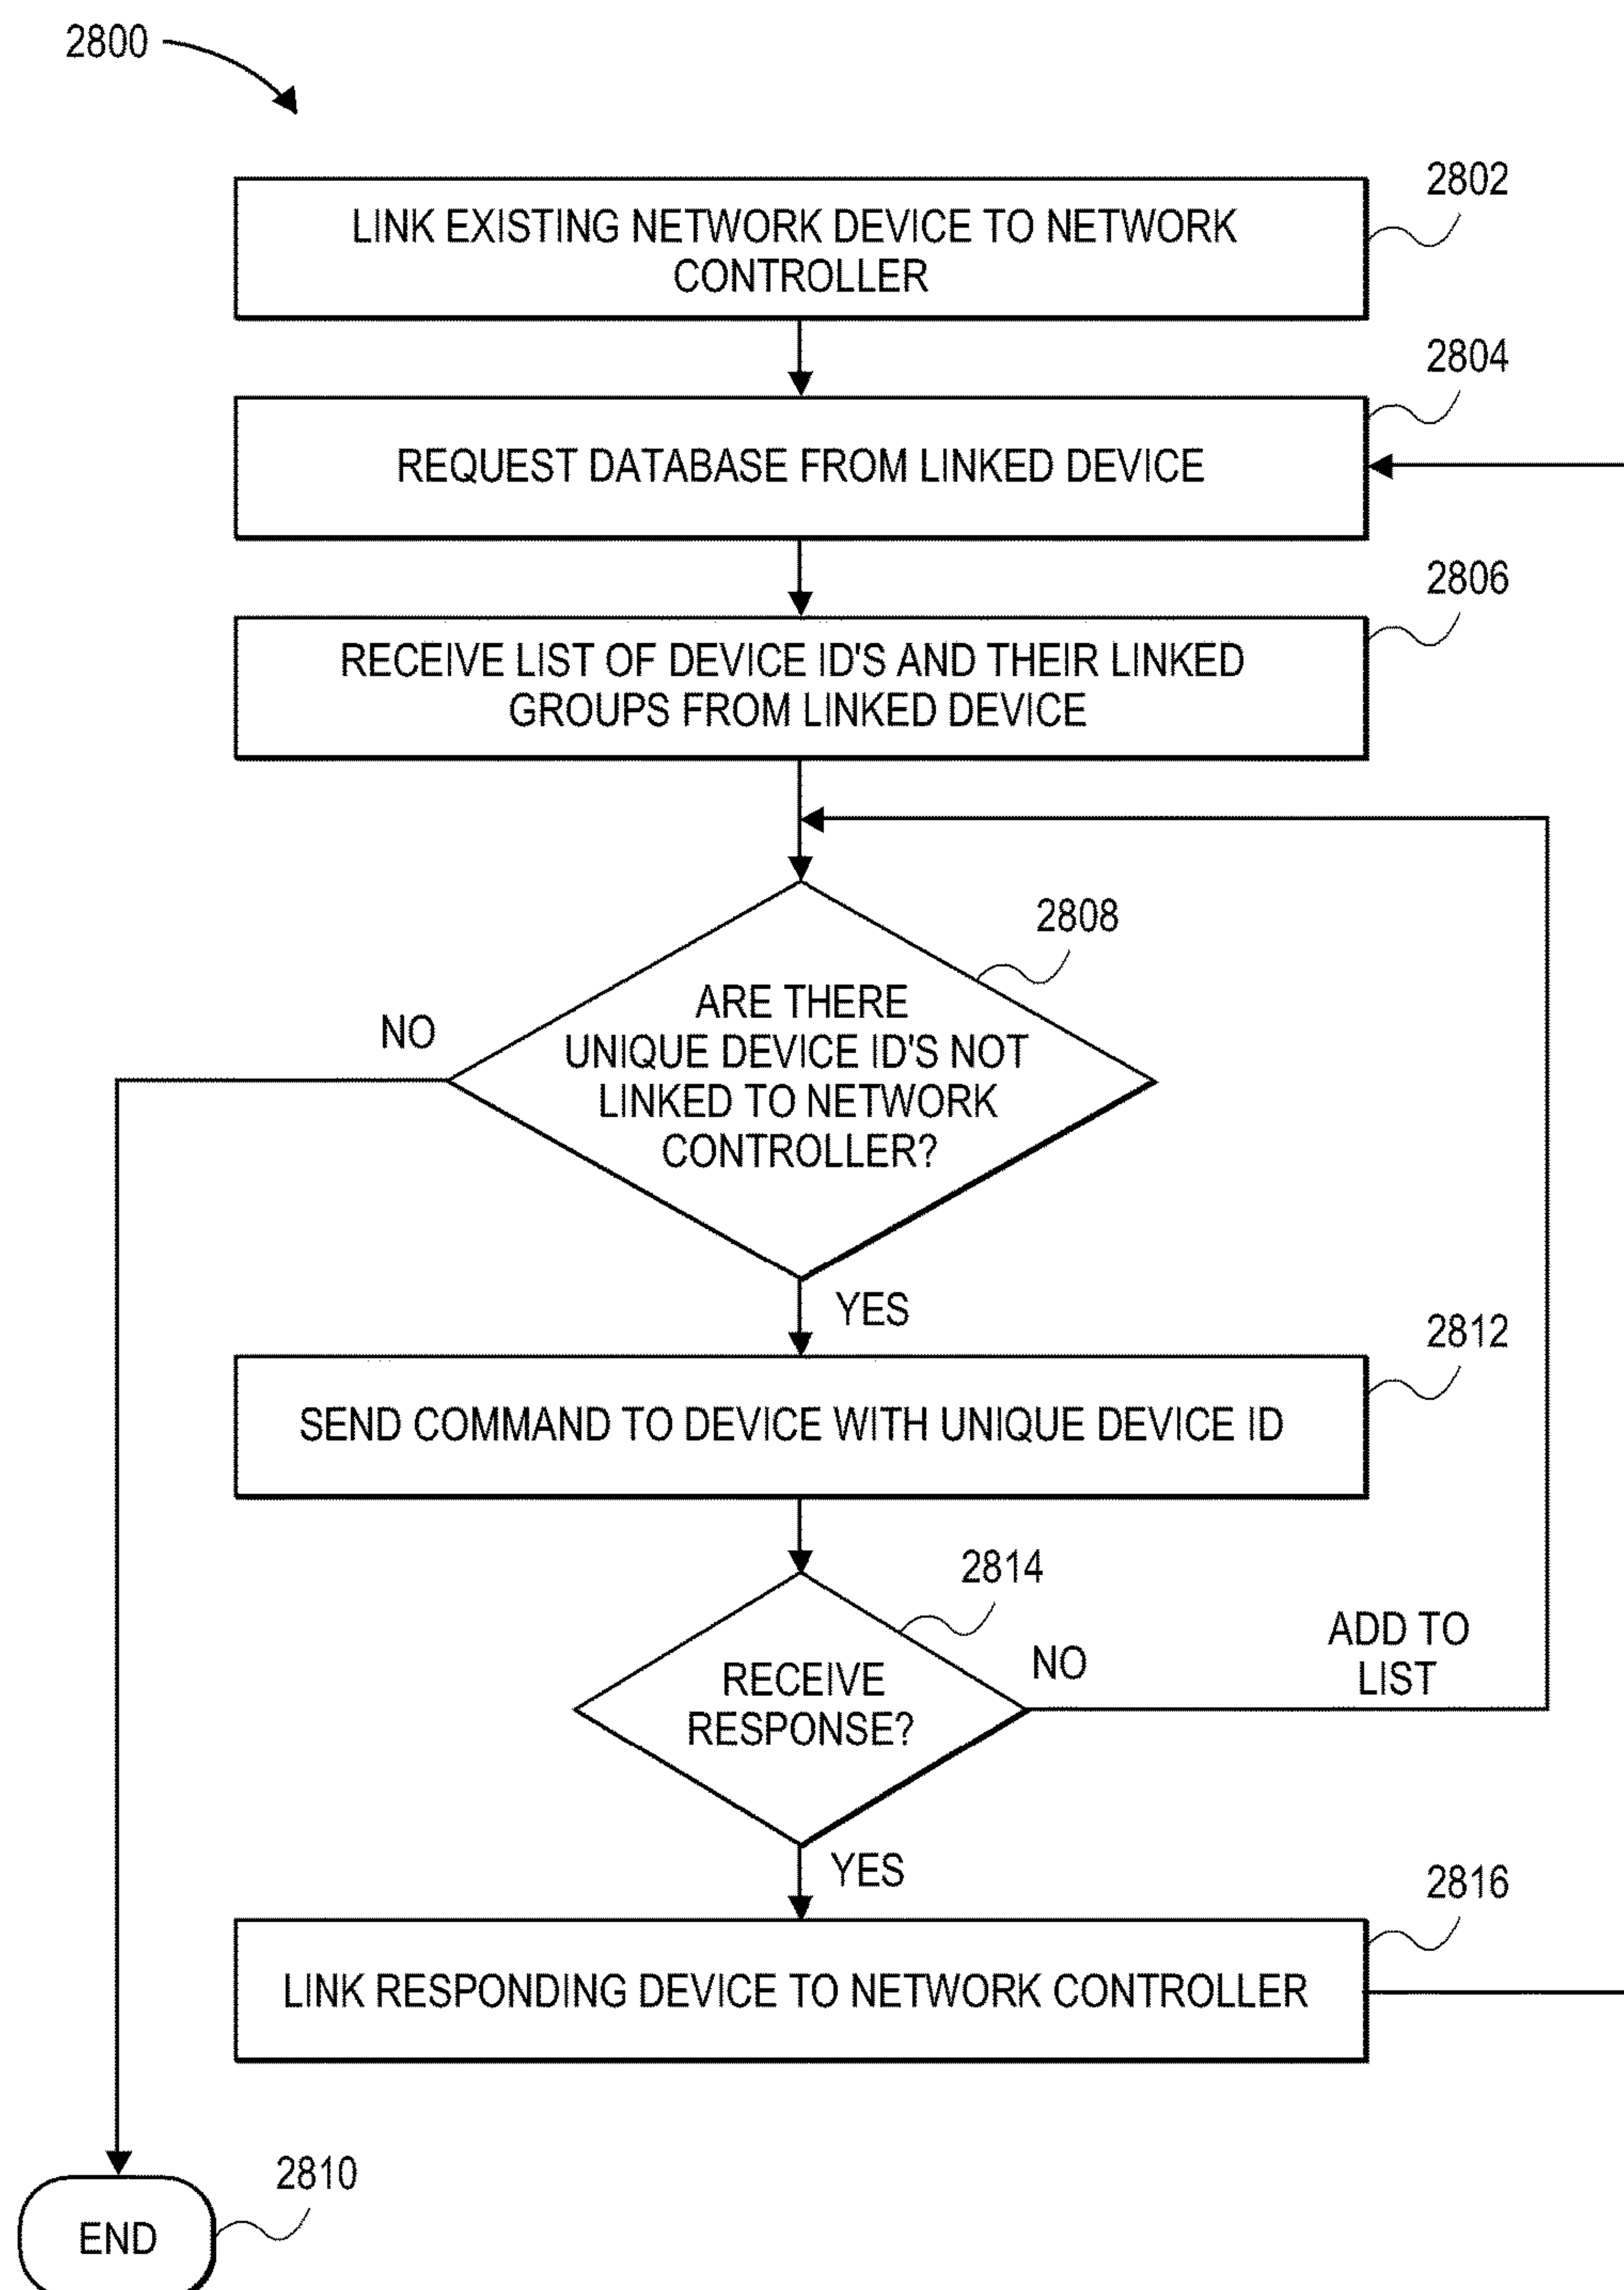 2800
2802
LINK EXISTING NETWORK DEVICE TO NETWORK
CONTROLLER
2804
REQUEST DATABASE FROM LINKED DEVICE
2806
RECEIVE LIST OF DEVICE ID'S AND THEIR LINKED
GROUPS FROM LINKED DEVICE
2808
ARE THERE
UNIQUE DEVICE ID'S NOT
LINKED TO NETWORK
CONTROLLER?
NO
YES
2812
SEND COMMAND TO DEVICE WITH UNIQUE DEVICE ID
2814
RECEIVE
RESPONSE?
NO
ADD TO
LIST
YES
2816
LINK RESPONDING DEVICE TO NETWORK CONTROLLER
2810
END